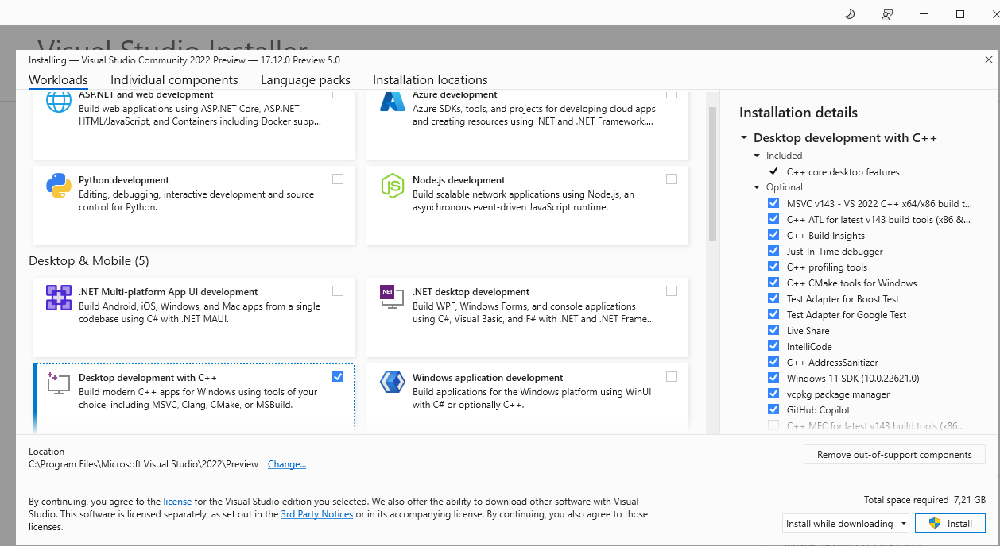 Visual Studio Installer
Installing — Visual Studio Community 2022 Preview — 17.12.0 Preview 5.0
Workloads Individual components Language packs Installation locations
ASP.NET and web development
Build web applications using ASP.NET Core, ASP.NET,
HTML/JavaScript, and Containers including Docker supp...
Azure development
Azure SDKs, tools, and projects for developing cloud apps
and creating resources using .NET and .NET Framework....
Python development
Editing, debugging, interactive development and source
control for Python.
Node.js development
Build scalable network applications using Node.js, an
asynchronous event-driven JavaScript runtime.
Desktop & Mobile (5)
.NET Multi-platform App UI development
Build Android, iOS, Windows, and Mac apps from a single
codebase using C# with .NET MAUI.
.NET
.NET desktop development
Build WPF, Windows Forms, and console applications
using C#, Visual Basic, and F# with .NET and .NET Frame...
Desktop development with C++
Build modern C++ apps for Windows using tools of your
choice, including MSVC, Clang, CMake, or MSBuild.
Windows application development
Build applications for the Windows platform using WinUI
with C# or optionally C++.
Installation details
Desktop development with C++
Included
C++ core desktop features
Optional
MSVC v143 - VS 2022 C++ x64/x86 build t...
C++ ATL for latest v143 build tools (x86 &...
C++ Build Insights
Just-In-Time debugger
C++ profiling tools
C++ CMake tools for Windows
Test Adapter for Boost.Test
Test Adapter for Google Test
Live Share
IntelliCode
C++ AddressSanitizer
Windows 11 SDK (10.0.22621.0)
vcpkg package manager
GitHub Copilot
C++ MFC for latest v143 build tools (x86...
Location
C:\Program Files\Microsoft Visual Studio\2022\Preview Change...
Remove out-of-support components
By continuing, you agree to the license for the Visual Studio edition you selected. We also offer the ability to download other software with Visual
Studio. This software is licensed separately, as set out in the 3rd Party Notices or in its accompanying license. By continuing, you also agree to those
licenses.
Total space required 7,21 GB
Install while downloading Install